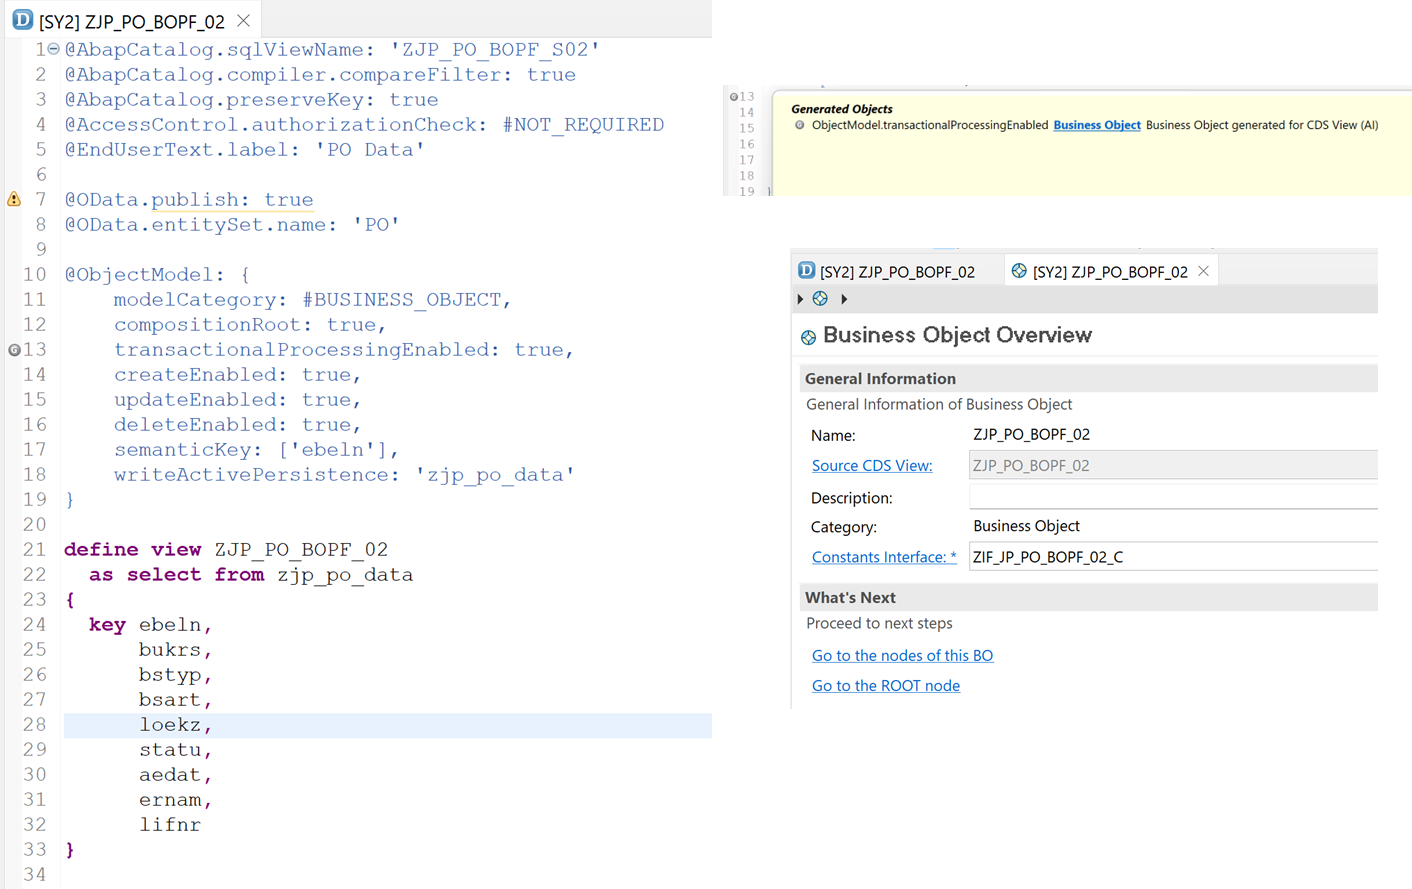 [SY2] ZJP_PO_BOPF_02
1 @AbapCatalog.sqlViewName: 'ZJP_PO_BOPF_S02'
2 @AbapCatalog.compiler.compareFilter: true
3 @AbapCatalog.preserveKey: true
4 @AccessControl.authorizationCheck: #NOT_REQUIRED
5 @EndUserText.label: 'PO Data'
6
7 @OData.publish: true
8 @OData.entitySet.name: 'PO'
9
10 @ObjectModel: {
11 modelCategory: #BUSINESS_OBJECT,
12 compositionRoot: true,
13 transactionalProcessingEnabled: true,
14 createEnabled: true,
15 updateEnabled: true,
16 deleteEnabled: true,
17 semanticKey: ['ebeln'],
18 writeActivePersistence: 'zjp_po_data'
19 }
20
21 define view ZJP_PO_BOPF_02
22 as select from zjp_po_data
23 {
24 key ebeln,
25 bukrs,
26 bstyp,
27 bsart,
28 loekz,
29 statu,
30 aedat,
31 ernam,
32 lifnr
33 }
34
13
14
15
16
17
18
19 }
Generated Objects
ObjectModel.transactionalProcessingEnabled Business Object Business Object generated for CDS View (AI)
[SY2] ZJP_PO_BOPF_02
[SY2] ZJP_PO_BOPF_02
Business Object Overview
General Information
General Information of Business Object
Name: ZJP_PO_BOPF_02
Source CDS View: ZJP_PO_BOPF_02
Description:
Category: Business Object
Constants Interface: * ZIF_JP_PO_BOPF_02_C
What's Next
Proceed to next steps
Go to the nodes of this BO
Go to the ROOT node